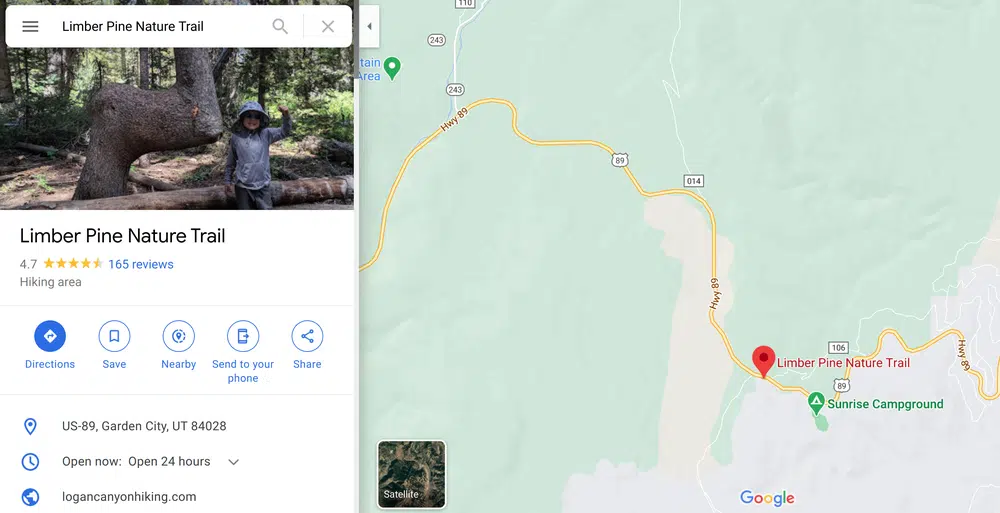 Limber Pine Nature Trail
Limber Pine Nature Trail
4.7 165 reviews
Hiking area
Directions
Save
Nearby
Send to your
phone
Share
US-89, Garden City, UT 84028
Open now: Open 24 hours
logancanyonhiking.com
110
243
tain
Area
243
Hwy 89
89
014
Hwy 89
106
Hwy 89
Limber Pine Nature Trail
89
Sunrise Campground
Satellite
Google